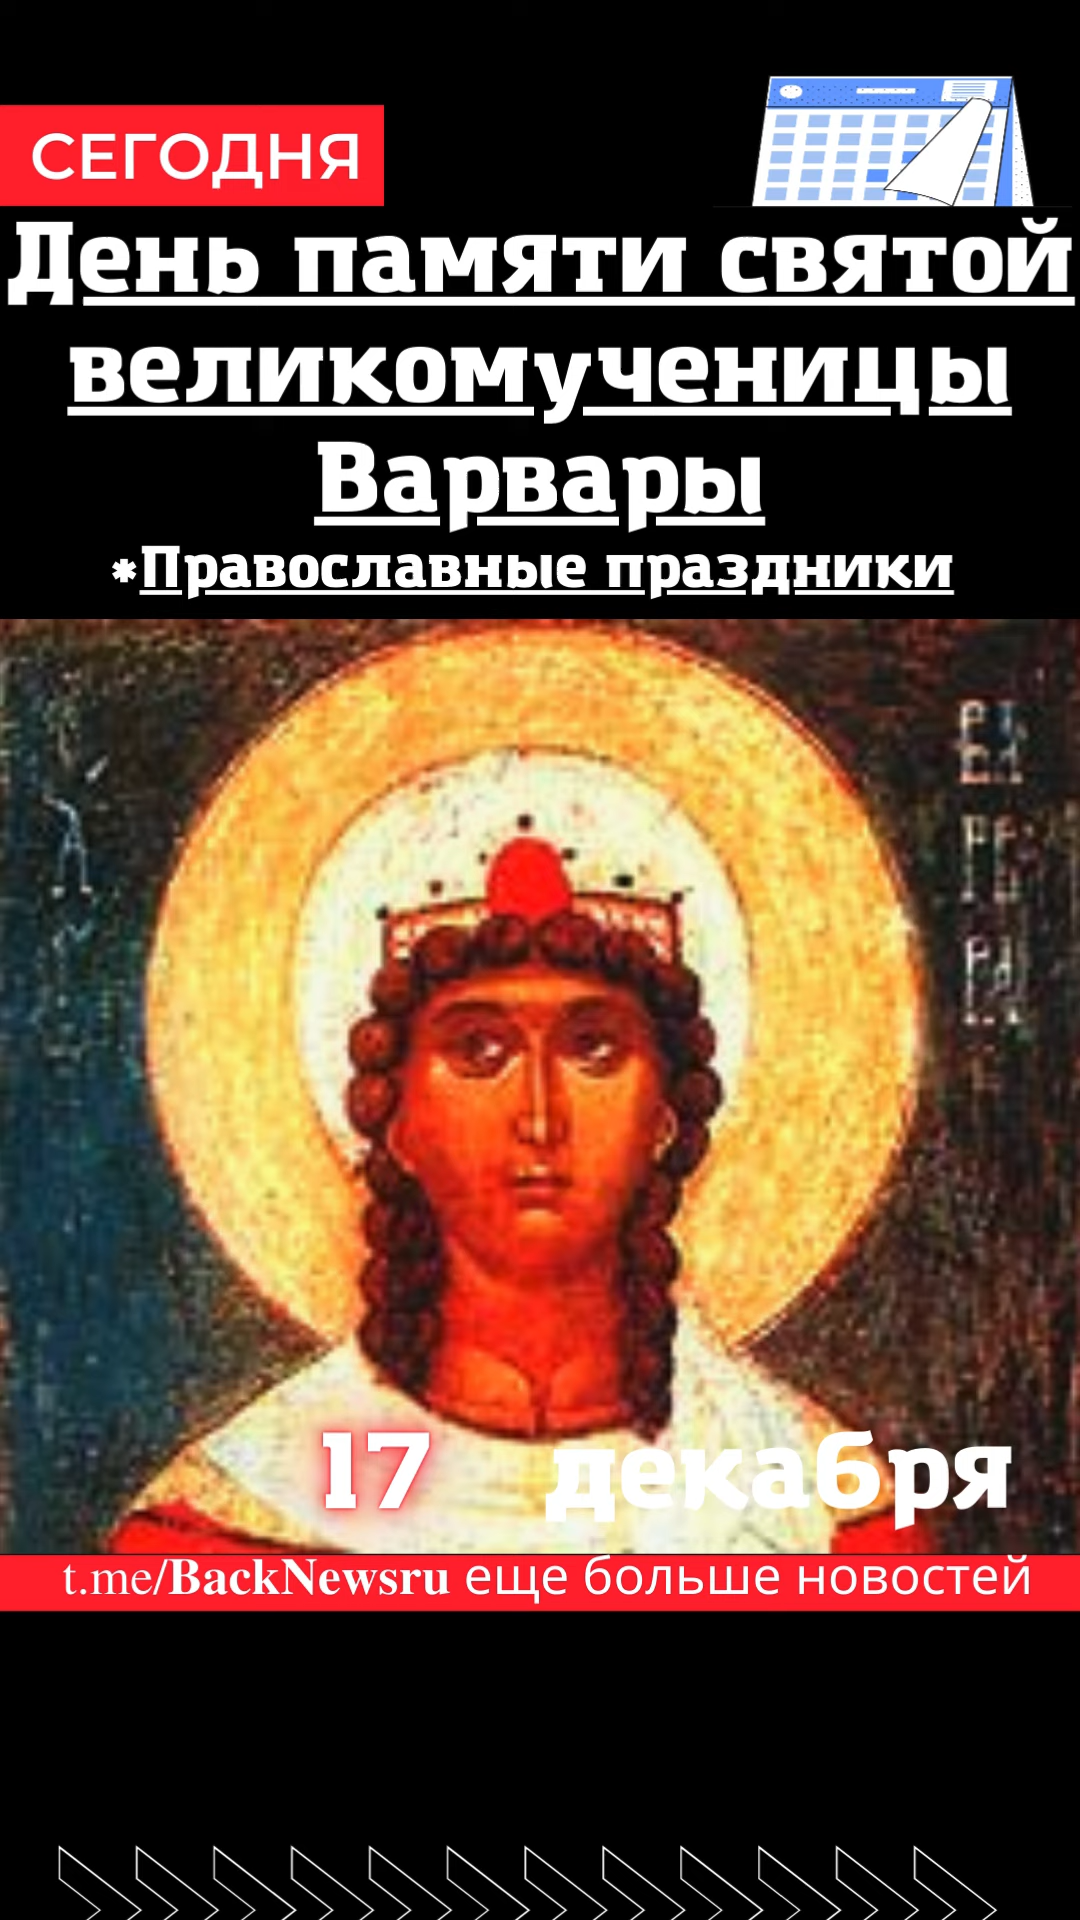 СЕГОДНЯ
День памяти святой
великомученицы
Варвары
*Православные праздники
17 декабря
t.me/BackNewsru еще больше новостей